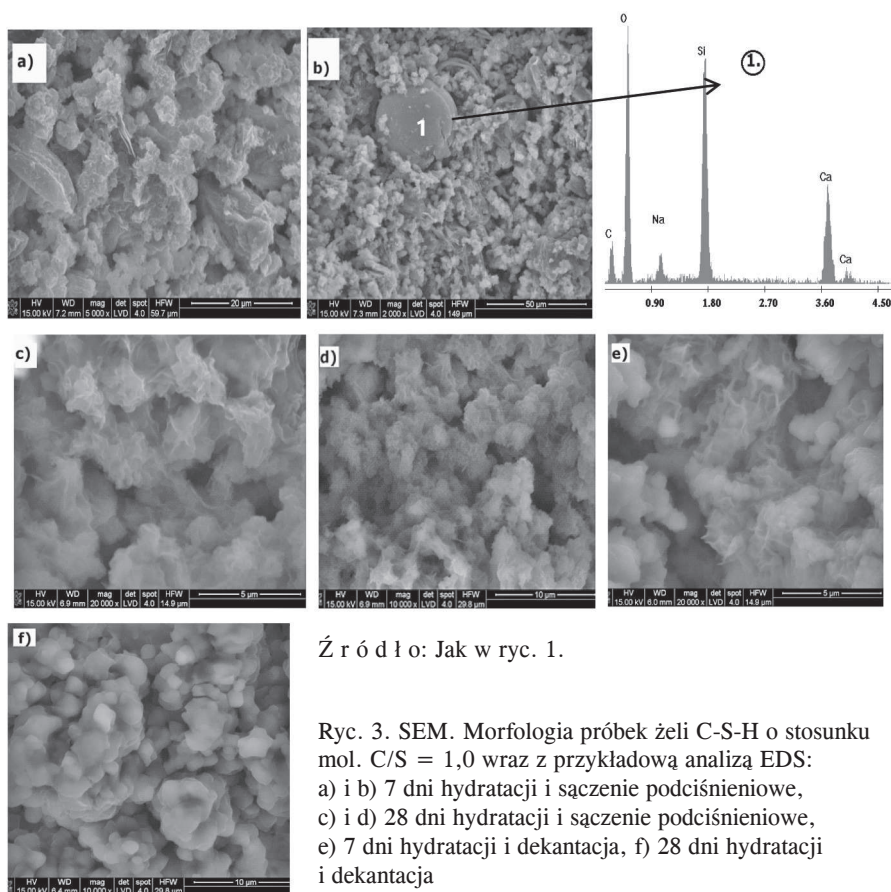 a)
HV WD mag det spot HFW 20 µm
15.00 kV 7.2 mm 5 000 x LVD 4.0 59.7 µm
b)
1
HV WD mag det spot HFW 50 µm
15.00 kV 7.3 mm 2 000 x LVD 4.0 149 µm
O
Si
1.
Ca
Na
C
Ca
0.90 1.80 2.70 3.60 4.50
c)
HV WD mag det spot HFW 5 µm
15.00 kV 6.9 mm 20 000 x LVD 4.0 14.9 µm
d)
HV WD mag det spot HFW 10 µm
15.00 kV 6.9 mm 10 000 x LVD 4.0 29.8 µm
e)
HV WD mag det spot HFW 5 µm
15.00 kV 6.0 mm 20 000 x LVD 4.0 14.9 µm
f)
HV WD mag det spot HFW 10 µm
15.00 kV 6.4 mm 10 000 x LVD 4.0 29.8 µm
Ź r ó d ł o: Jak w ryc. 1.
Ryc. 3. SEM. Morfologia próbek żeli C-S-H o stosunku
mol. C/S = 1,0 wraz z przykładową analizą EDS:
a) i b) 7 dni hydratacji i sączenie podciśnieniowe,
c) i d) 28 dni hydratacji i sączenie podciśnieniowe,
e) 7 dni hydratacji i dekantacja, f) 28 dni hydratacji
i dekantacja